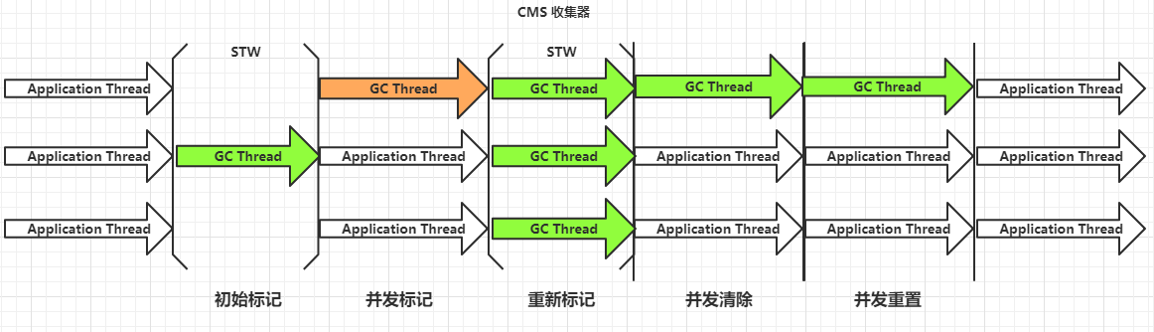 CMS 收集器
STW
STW
Application Thread
GC Thread
GC Thread
GC Thread
GC Thread
Application Thread
Application Thread
GC Thread
Application Thread
GC Thread
Application Thread
Application Thread
Application Thread
Application Thread
Application Thread
GC Thread
Application Thread
Application Thread
Application Thread
初始标记
并发标记
重新标记
并发清除
并发重置